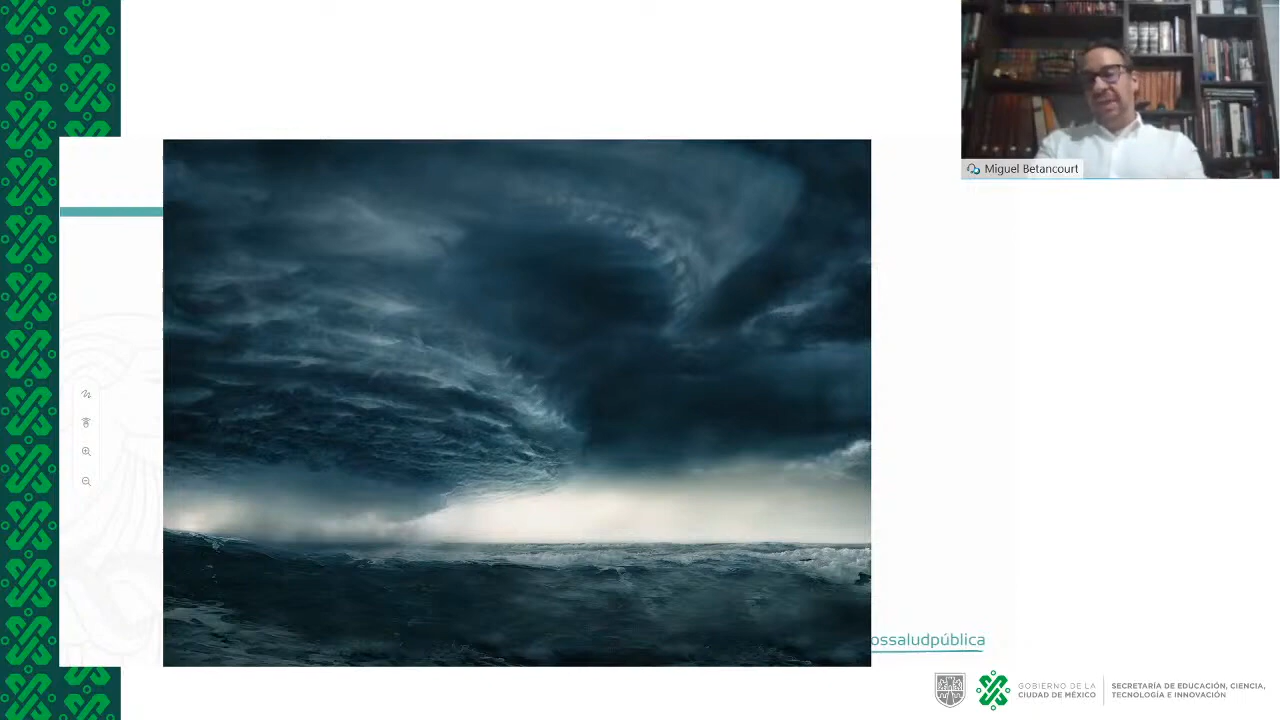 Miguel Betancourt
ossaludpública
GOBIERNO DE LA
CIUDAD DE MÉXICO
SECRETARÍA DE EDUCACIÓN, CIENCIA,
TECNOLOGÍA E INNOVACIÓN